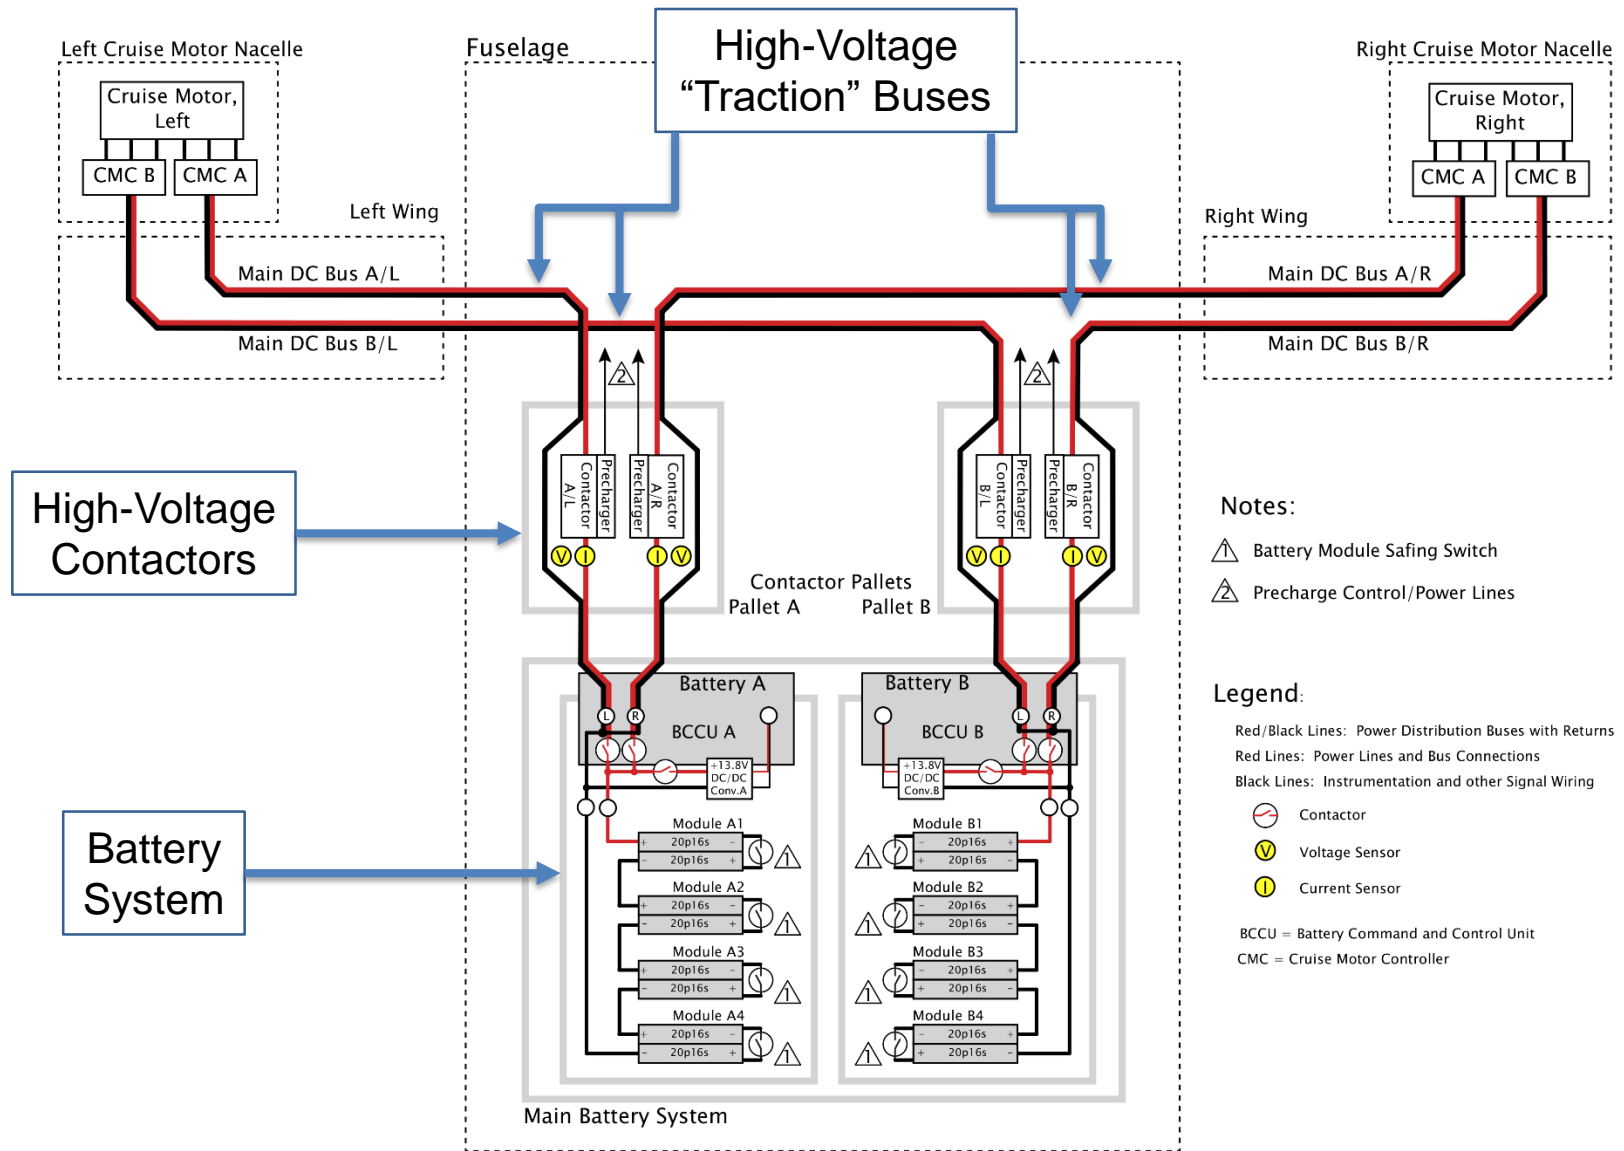 High-Voltage
“Traction” Buses
Left Cruise Motor Nacelle
Fuselage
Right Cruise Motor Nacelle
Cruise Motor,
Left
CMC B
CMC A
Cruise Motor,
Right
CMC A
CMC B
Left Wing
Right Wing
Main DC Bus A/L
Main DC Bus A/R
Main DC Bus B/L
Main DC Bus B/R
2
2
High-Voltage
Contactors
Contactor
A/L
Precharger
Precharger
Contactor
A/R
Contactor
B/L
Precharger
Precharger
Contactor
B/R
V
I
I
V
V
I
I
V
Contactor Pallets
Pallet A
Pallet B
Notes:
1 Battery Module Safing Switch
2 Precharge Control/Power Lines
Battery A
L
R
BCCU A
+13.8V
DC/DC
Conv.A
Battery B
L
R
BCCU B
+13.8V
DC/DC
Conv.B
Battery
System
Module A1
+ 20p16s -
- 20p16s +
1
Module A2
+ 20p16s -
- 20p16s +
1
Module A3
+ 20p16s -
- 20p16s +
1
Module A4
+ 20p16s -
- 20p16s +
1
Module B1
- 20p16s +
+ 20p16s -
1
Module B2
- 20p16s +
+ 20p16s -
1
Module B3
- 20p16s +
+ 20p16s -
1
Module B4
- 20p16s +
+ 20p16s -
1
Main Battery System
Legend:
Red/Black Lines: Power Distribution Buses with Returns
Red Lines: Power Lines and Bus Connections
Black Lines: Instrumentation and other Signal Wiring
Contactor
V Voltage Sensor
I Current Sensor
BCCU = Battery Command and Control Unit
CMC = Cruise Motor Controller